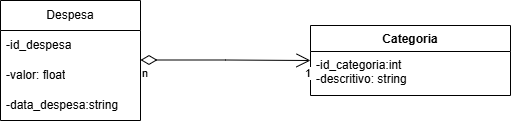 Despesa
-id_despesa
-valor: float
-data_despesa:string
n
1
Categoria
-id_categoria:int
-descritivo: string